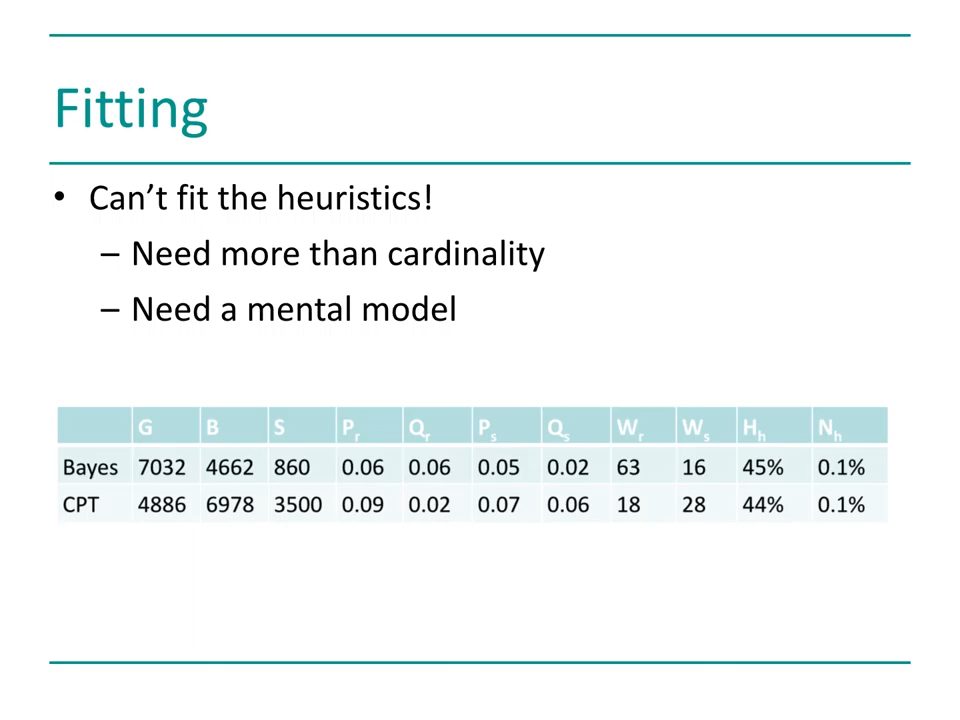 Fitting
• Can’t fit the heuristics!
– Need more than cardinality
– Need a mental model
G B S Pr Qr Ps Qs Wr Ws Hh Nh
Bayes 7032 4662 860 0.06 0.06 0.05 0.02 63 16 45% 0.1%
CPT 4886 6978 3500 0.09 0.02 0.07 0.06 18 28 44% 0.1%